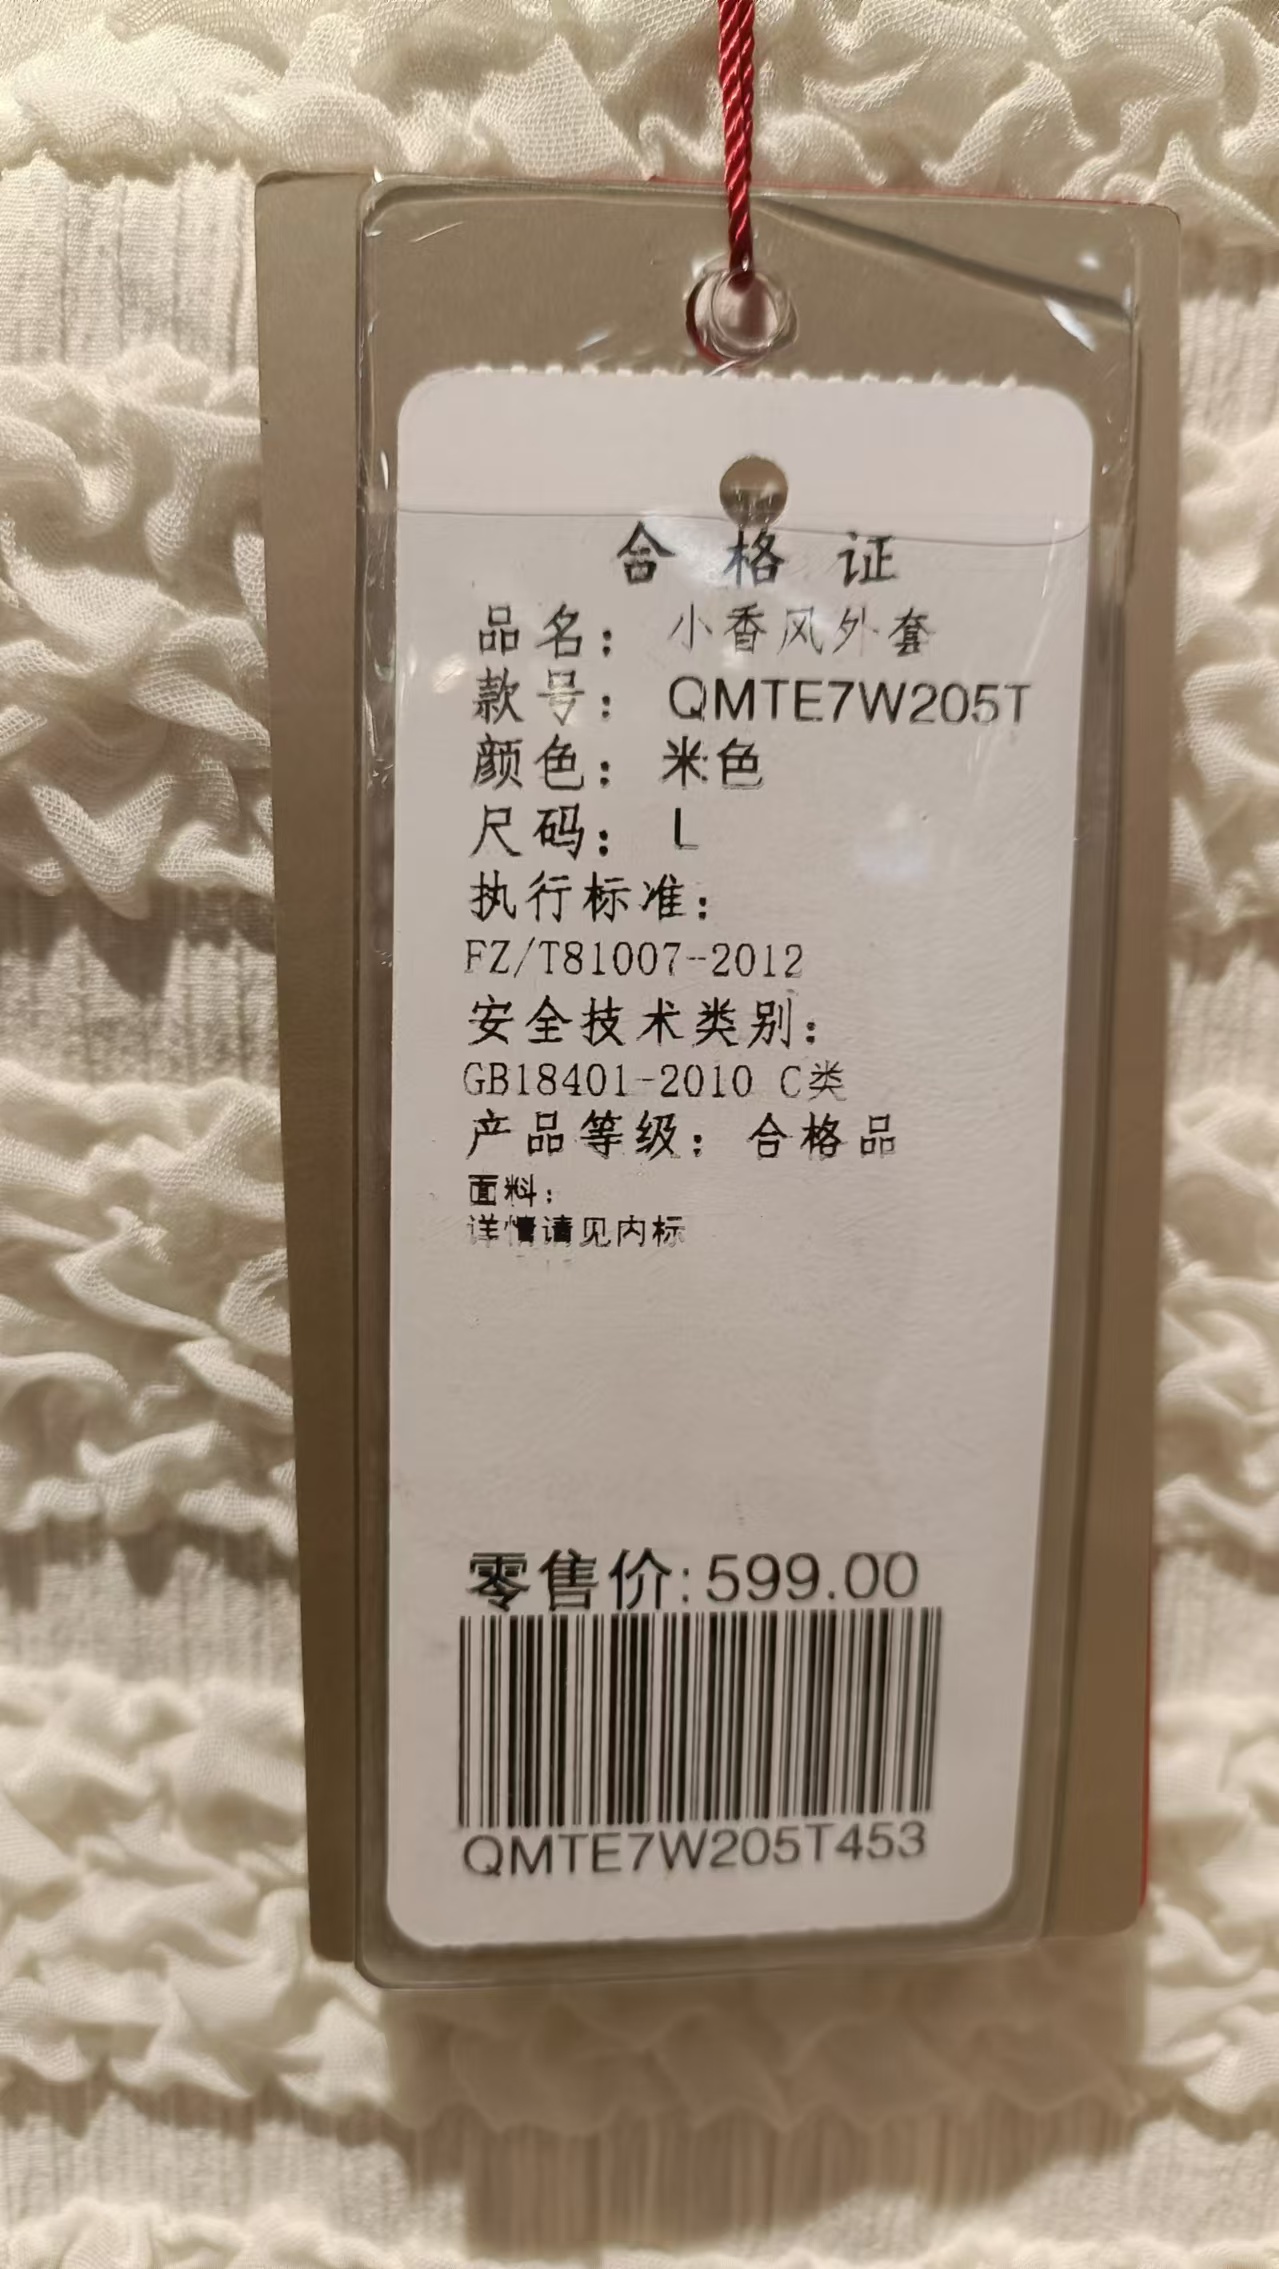 合格证
品名：小香风外套
款号：QMTE7W205T
颜色：米色
尺码：L
执行标准：
FZ/T81007-2012
安全技术类别：
GB18401-2010 C类
产品等级：合格品
面料：
详情请见内标
零售价:599.00
QMTE7W205T453